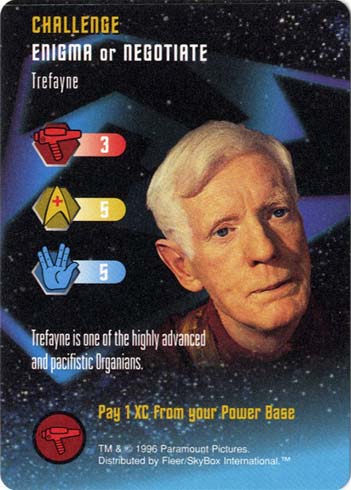 CHALLENGE
ENIGMA or NEGOTIATE
Trefayne
3
5
5
Trefayne is one of the highly advanced
and pacifistic Organians.
Pay 1 XC From your Power Base
TM & © 1996 Paramount Pictures.
Distributed by Fleer/SkyBox International.™